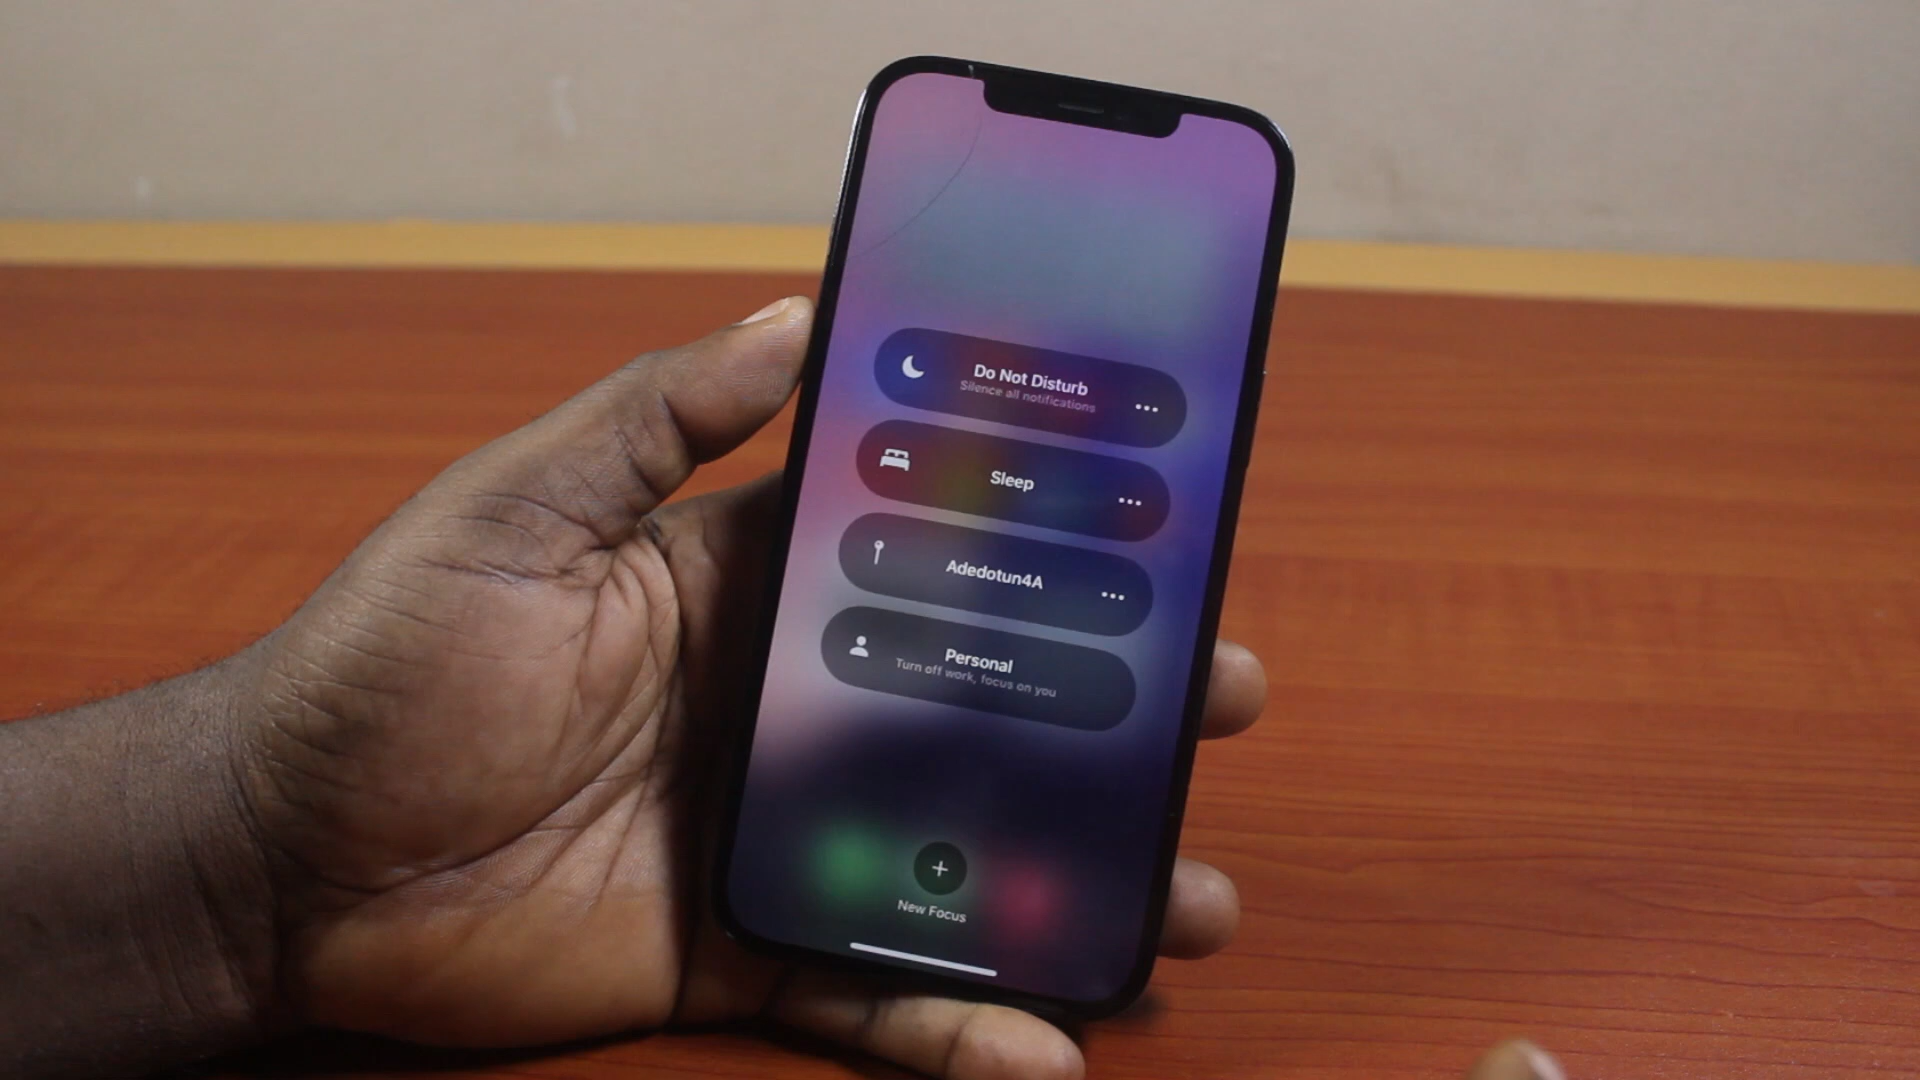 Do Not Disturb
Silence all notifications
Sleep
Adedotun4A
Personal
Turn off work, focus on you
New Focus